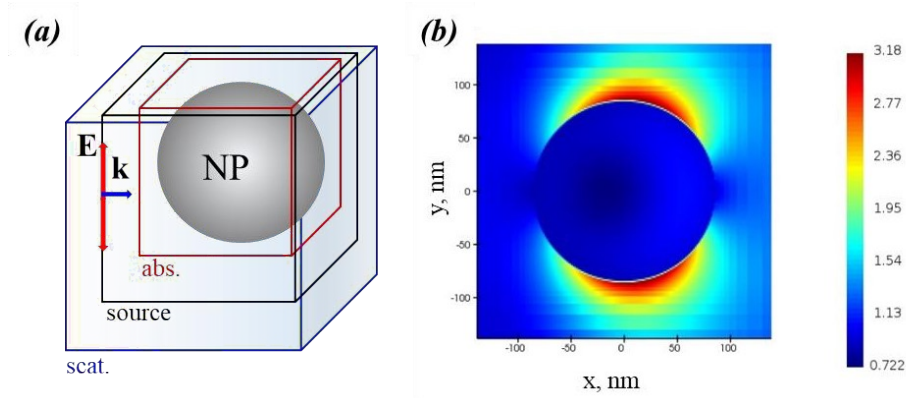 (a)
E
k
NP
abs.
source
scat.
(b)
y, nm
100
50
0
-50
-100
-100
-50
0
50
100
x, nm
3.18
2.77
2.36
1.95
1.54
1.13
0.722